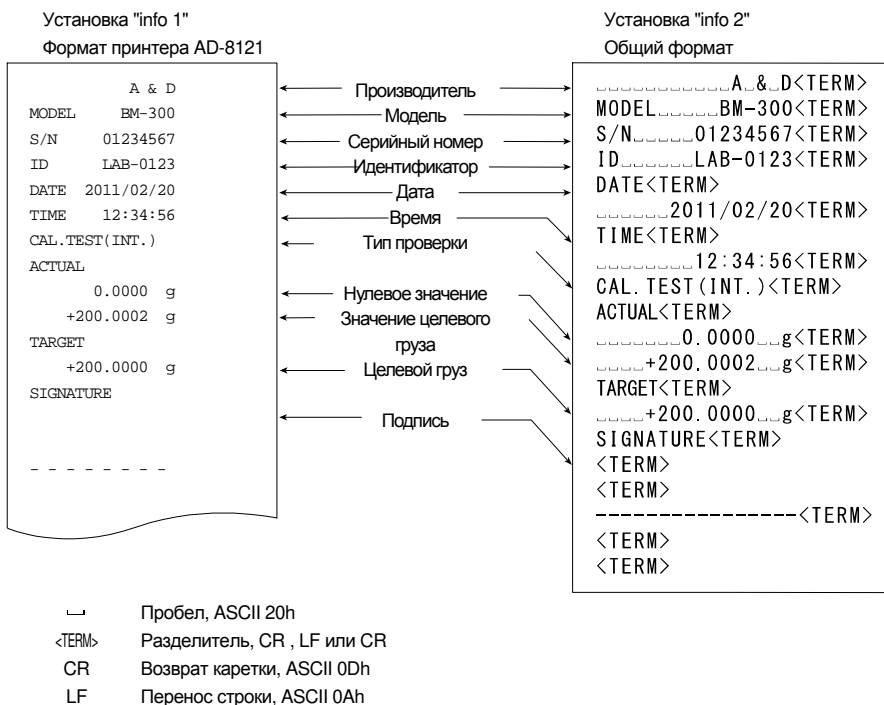 Установка "info 1"
Формат принтера AD-8121
A & D
MODEL BM-300
S/N 01234567
ID LAB-0123
DATE 2011/02/20
TIME 12:34:56
CAL.TEST(INT.)
ACTUAL
0.0000 g
+200.0002 g
TARGET
+200.0000 g
SIGNATURE
- - - - - - - -
Производитель
Модель
Серийный номер
Идентификатор
Дата
Время
Тип проверки
Нулевое значение
Значение целевого
груза
Целевой груз
Подпись
Установка "info 2"
Общий формат
␣␣␣␣␣␣␣␣␣␣␣A␣&␣D<TERM>
MODEL␣␣␣␣␣BM-300<TERM>
S/N␣␣␣␣␣01234567<TERM>
ID␣␣␣␣␣␣LAB-0123<TERM>
DATE<TERM>
␣␣␣␣␣␣2011/02/20<TERM>
TIME<TERM>
␣␣␣␣␣␣␣␣12:34:56<TERM>
CAL.TEST(INT.)<TERM>
ACTUAL<TERM>
␣␣␣␣␣␣␣0.0000␣␣g<TERM>
␣␣␣␣+200.0002␣␣g<TERM>
TARGET<TERM>
␣␣␣␣+200.0000␣␣g<TERM>
SIGNATURE<TERM>
<TERM>
<TERM>
----------------<TERM>
<TERM>
<TERM>
␣ Пробел, ASCII 20h
<TERM> Разделитель, CR , LF или CR
CR Возврат каретки, ASCII 0Dh
LF Перенос строки, ASCII 0Ah